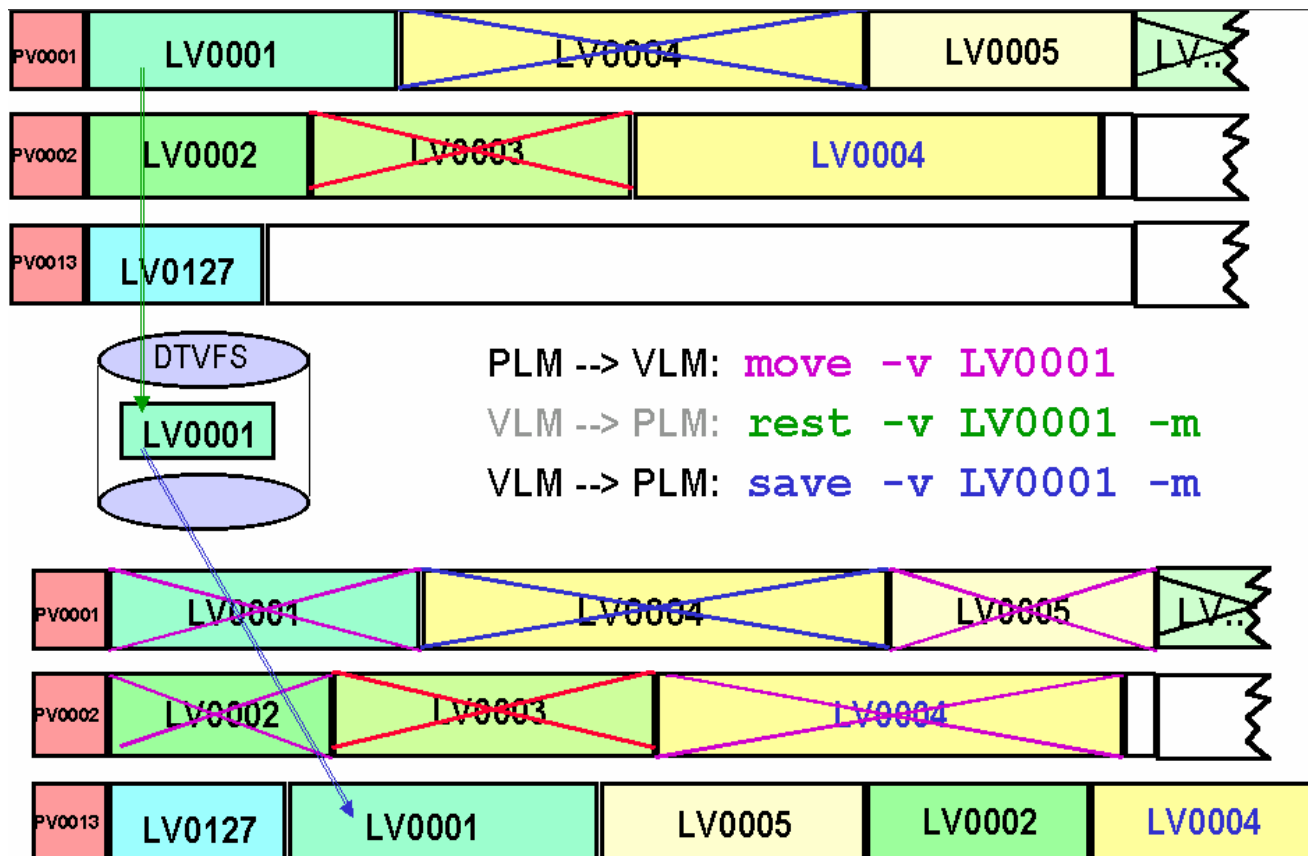 PV0001 LV0001 LV0004 LV0005 LV..
PV0002 LV0002 LV0003 LV0004
PV0013 LV0127
DTVFS
LV0001
PLM --> VLM: move -v LV0001
VLM --> PLM: rest -v LV0001 -m
VLM --> PLM: save -v LV0001 -m
PV0001 LV0001 LV0004 LV0005 LV..
PV0002 LV0002 LV0003 LV0004
PV0013 LV0127 LV0001 LV0005 LV0002 LV0004